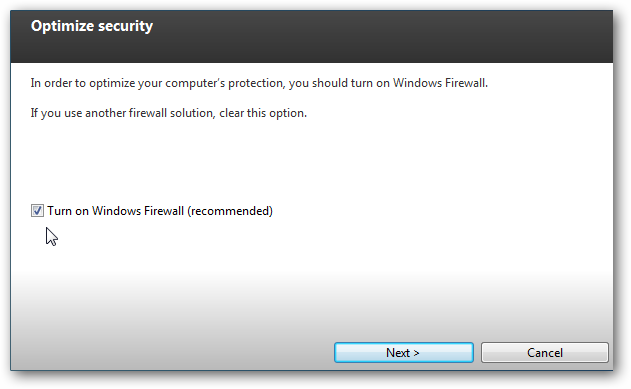 Optimize security
In order to optimize your computer's protection, you should turn on Windows Firewall.
If you use another firewall solution, clear this option.
Turn on Windows Firewall (recommended)
Next >
Cancel